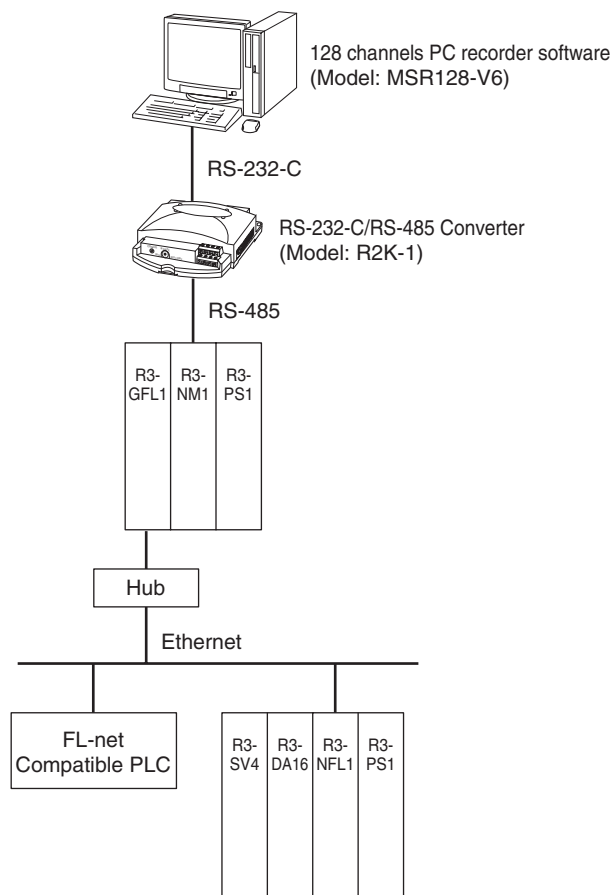 128 channels PC recorder software
(Model: MSR128-V6)
RS-232-C
RS-232-C/RS-485 Converter
(Model: R2K-1)
RS-485
R3-
GFL1
R3-
NM1
R3-
PS1
Hub
Ethernet
FL-net
Compatible PLC
R3-
SV4
R3-
DA16
R3-
NFL1
R3-
PS1